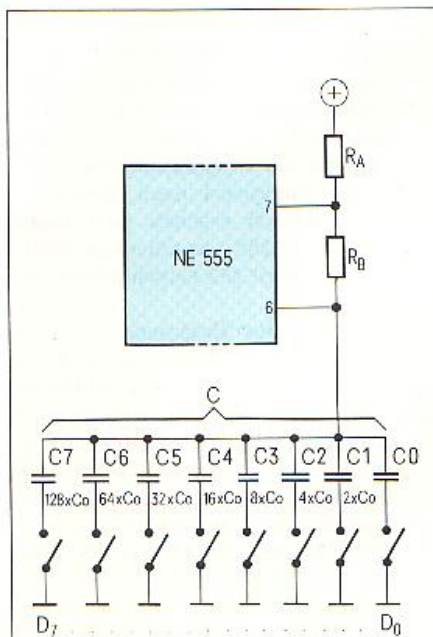 +
RA
7
NE 555
RB
6
C
C7 C6 C5 C4 C3 C2 C1 C0
128xCo 64xCo 32xCo 16xCo 8xCo 4xCo 2xCo
D7 . . . . . . . . . . D0